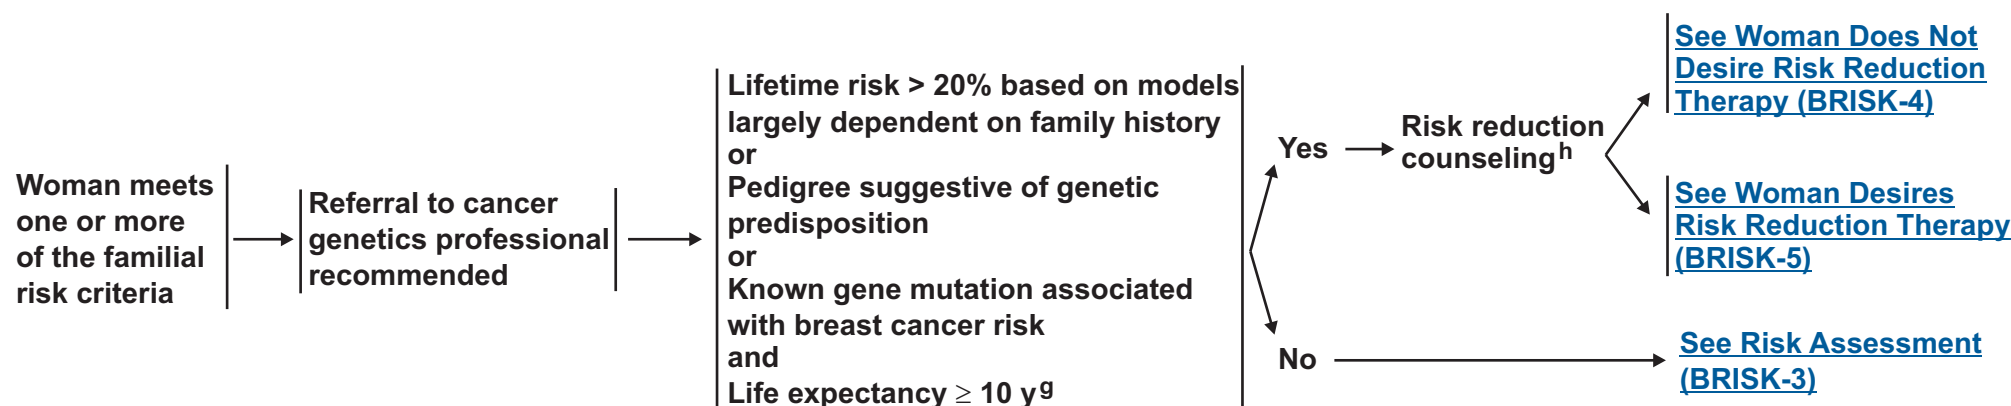 Woman meets
one or more
of the familial
risk criteria
Referral to cancer
genetics professional
recommended
Lifetime risk > 20% based on models
largely dependent on family history
or
Pedigree suggestive of genetic
predisposition
or
Known gene mutation associated
with breast cancer risk
and
Life expectancy ≥ 10 y g
Yes
Risk reduction
counseling h
See Woman Does Not
Desire Risk Reduction
Therapy (BRISK-4)
See Woman Desires
Risk Reduction Therapy
(BRISK-5)
No
See Risk Assessment
(BRISK-3)